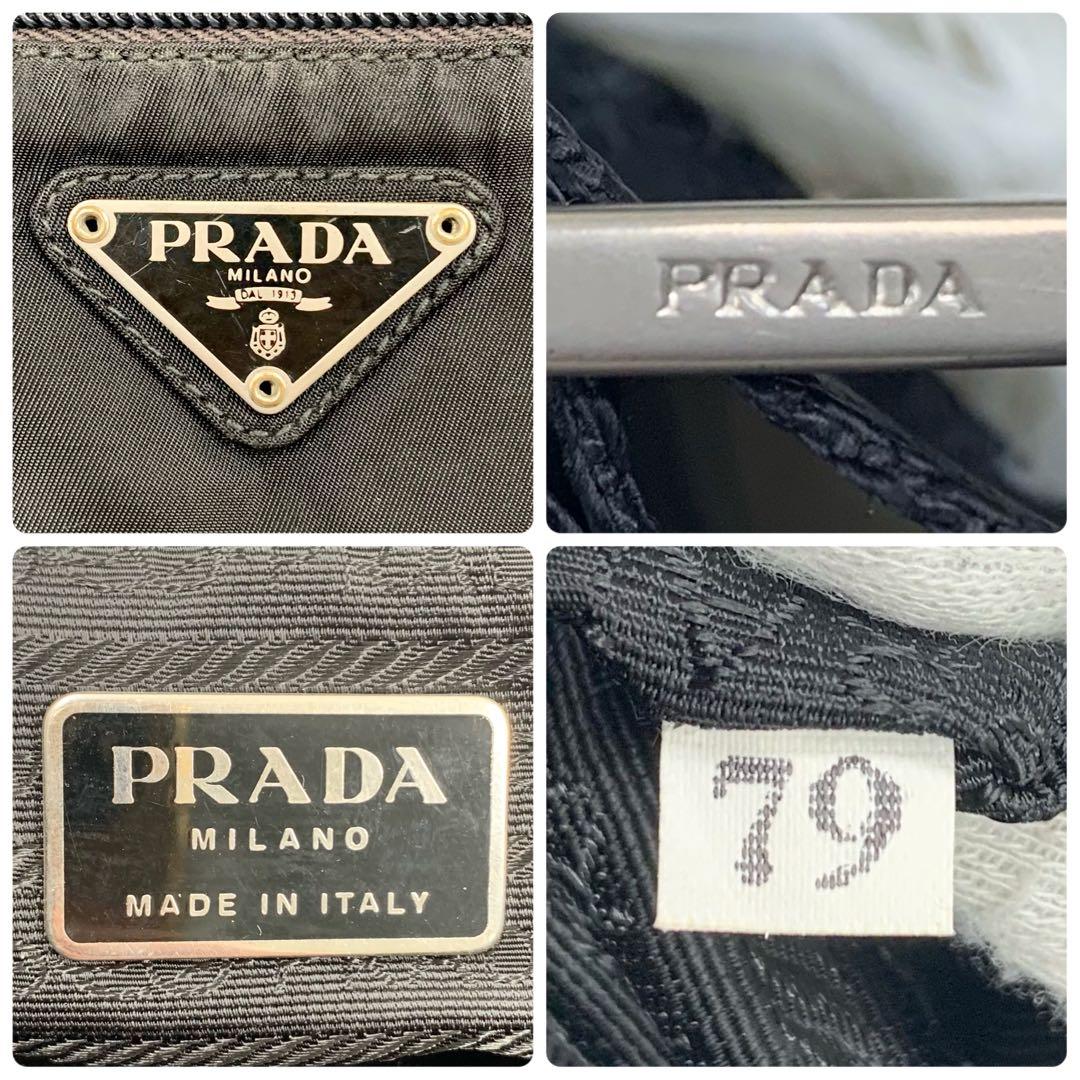 PRADA
MILANO
DAL 1913
PRADA
PRADA
MILANO
MADE IN ITALY
79